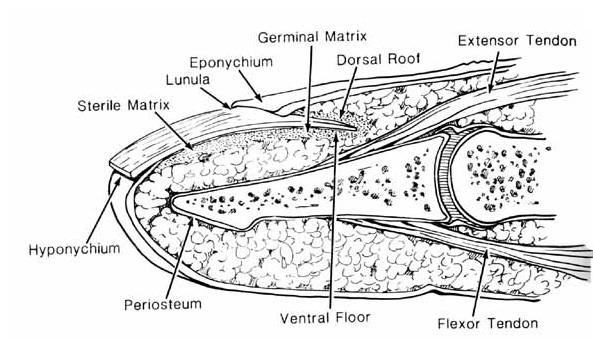 Germinal Matrix
Extensor Tendon
Eponychium
Dorsal Roof
Lunula
Sterile Matrix
Hyponychium
Periosteum
Ventral Floor
Flexor Tendon